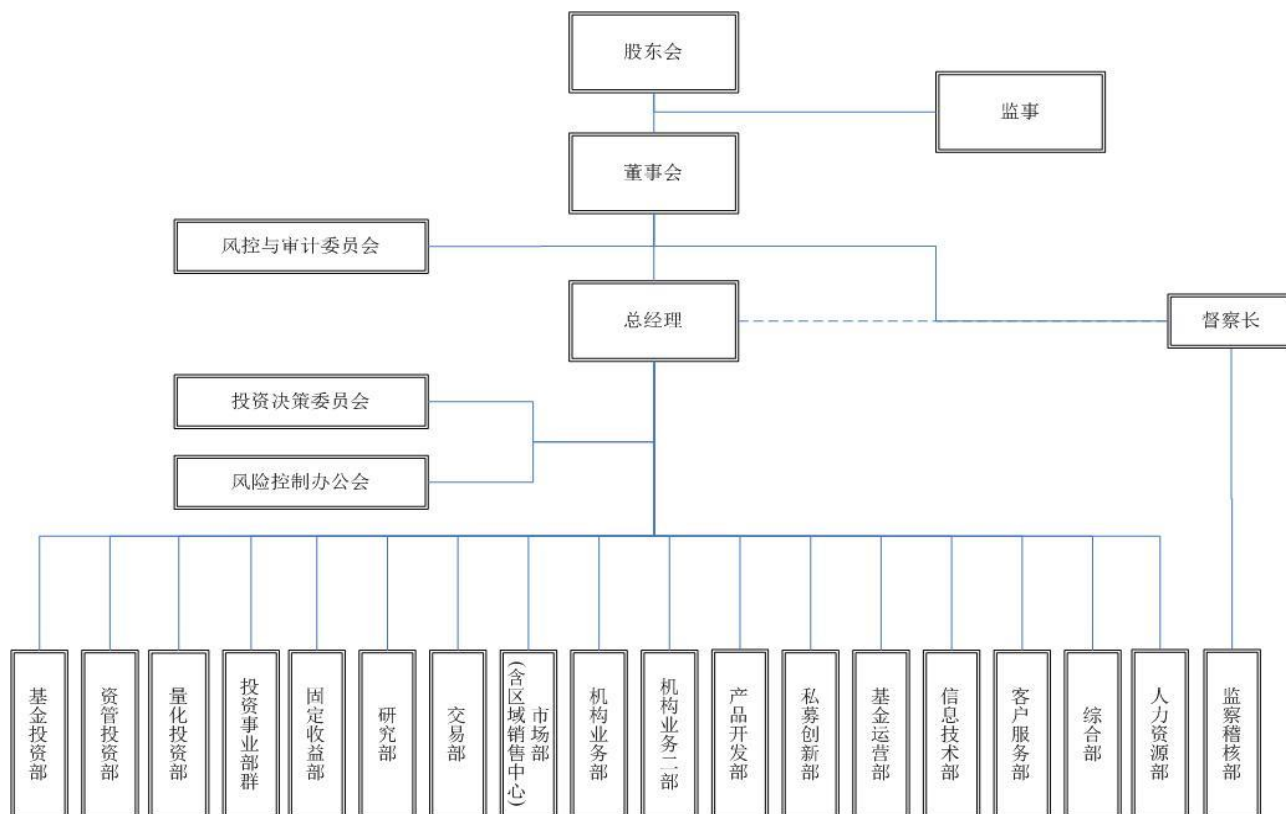 股东会
监事
董事会
风控与审计委员会
总经理
督察长
投资决策委员会
风险控制办公会
基金投资部
资管投资部
量化投资部
投资事业部群
固定收益部
研究部
交易部
市场部
(含区域销售中心)
机构业务部
机构业务二部
产品开发部
私募创新部
基金运营部
信息技术部
客户服务部
综合部
人力资源部
监察稽核部